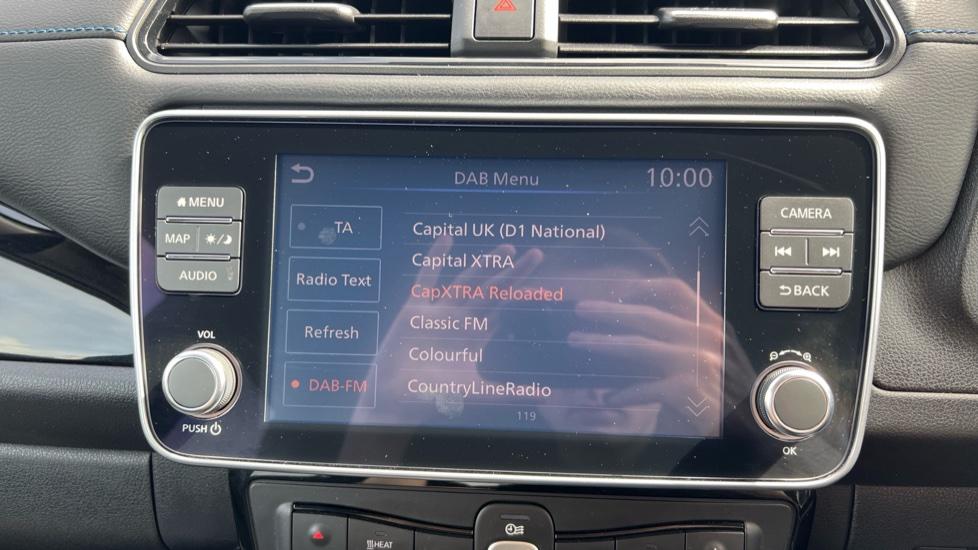 DAB Menu 10:00
MENU
MAP
AUDIO
VOL
PUSH
TA
Radio Text
Refresh
DAB-FM
Capital UK (D1 National)
Capital XTRA
CapXTRA Reloaded
Classic FM
Colourful
CountryLineRadio
119
CAMERA
BACK
OK
HEAT